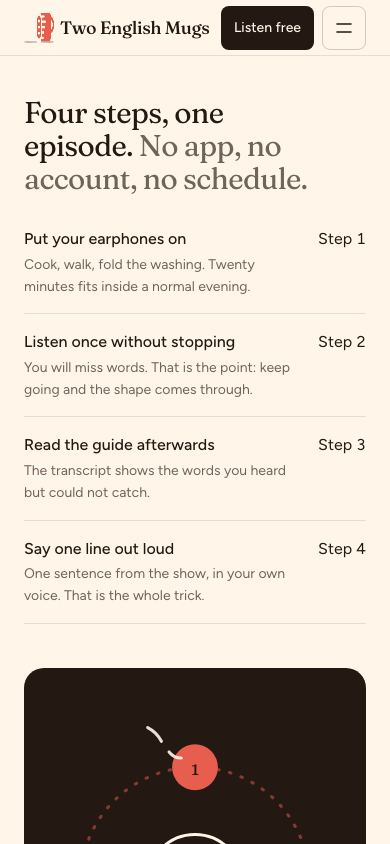 Two English Mugs
Listen free
Four steps, one
episode. No app, no
account, no schedule.
Put your earphones on
Step 1
Cook, walk, fold the washing. Twenty
minutes fits inside a normal evening.
Listen once without stopping
Step 2
You will miss words. That is the point: keep
going and the shape comes through.
Read the guide afterwards
Step 3
The transcript shows the words you heard
but could not catch.
Say one line out loud
Step 4
One sentence from the show, in your own
voice. That is the whole trick.
1